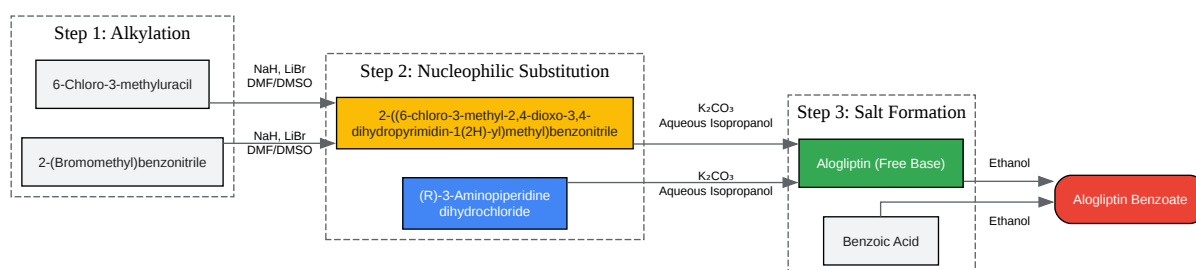 Step 1: Alkylation
6-Chloro-3-methyluracil
2-(Bromomethyl)benzonitrile
NaH, LiBr
DMF/DMSO
NaH, LiBr
DMF/DMSO
Step 2: Nucleophilic Substitution
2-((6-chloro-3-methyl-2,4-dioxo-3,4-
dihydropyrimidin-1(2H)-yl)methyl)benzonitrile
(R)-3-Aminopiperidine
dihydrochloride
K₂CO₃
Aqueous Isopropanol
K₂CO₃
Aqueous Isopropanol
Step 3: Salt Formation
Alogliptin (Free Base)
Benzoic Acid
Ethanol
Ethanol
Alogliptin Benzoate